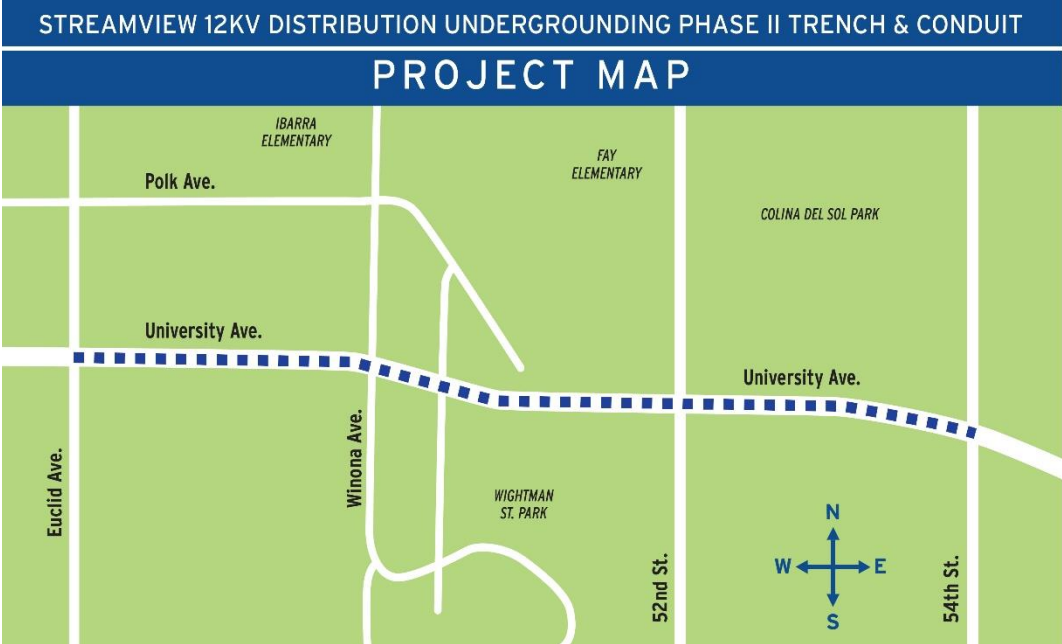 STREAMVIEW 12KV DISTRIBUTION UNDERGROUNDING PHASE II TRENCH & CONDUIT
PROJECT MAP
IBARRA
ELEMENTARY
FAY
ELEMENTARY
Polk Ave.
COLINA DEL SOL PARK
University Ave.
University Ave.
Euclid Ave.
Winona Ave.
WIGHTMAN
ST. PARK
52nd St.
54th St.
N
W
E
S